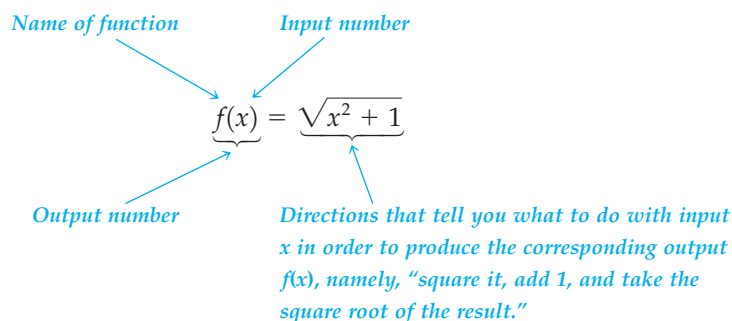 Name of function Input number
f(x) = √x² + 1
Output number
Directions that tell you what to do with input
x in order to produce the corresponding output
f(x), namely, “square it, add 1, and take the
square root of the result.”